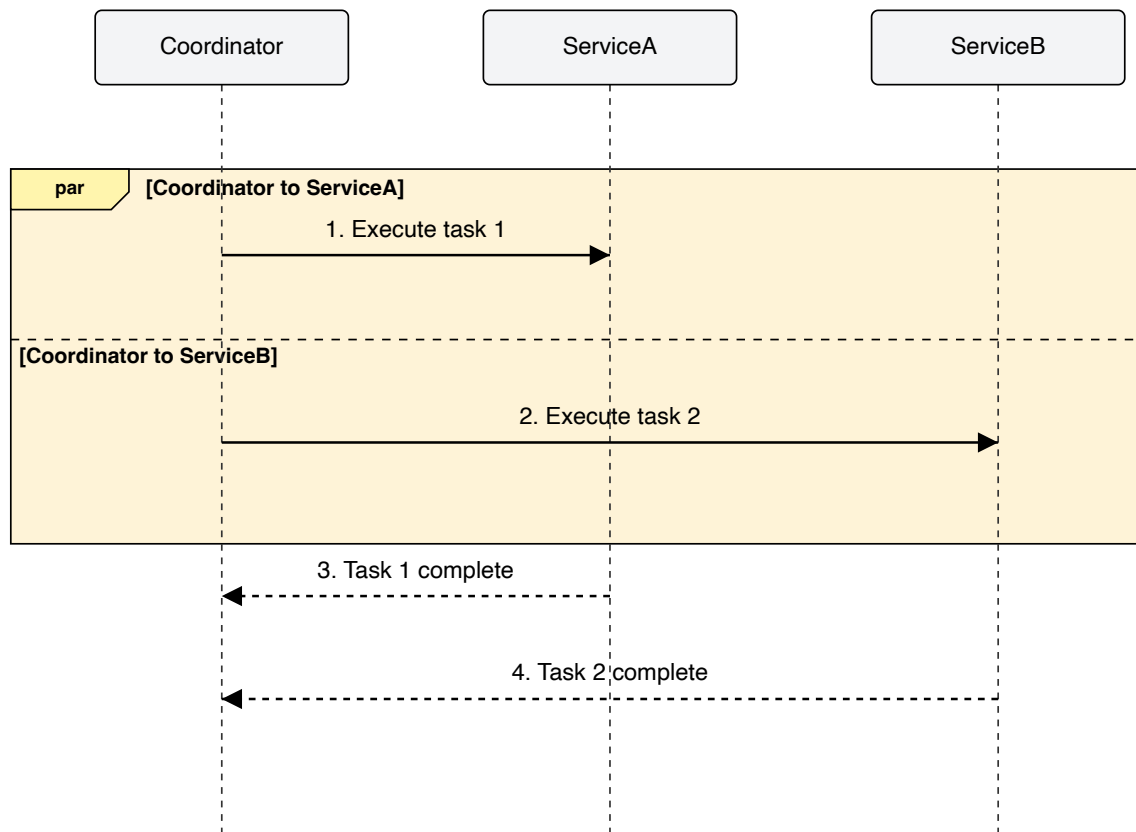 Coordinator
ServiceA
ServiceB
par
[Coordinator to ServiceA]
1. Execute task 1
[Coordinator to ServiceB]
2. Execute task 2
3. Task 1 complete
4. Task 2 complete